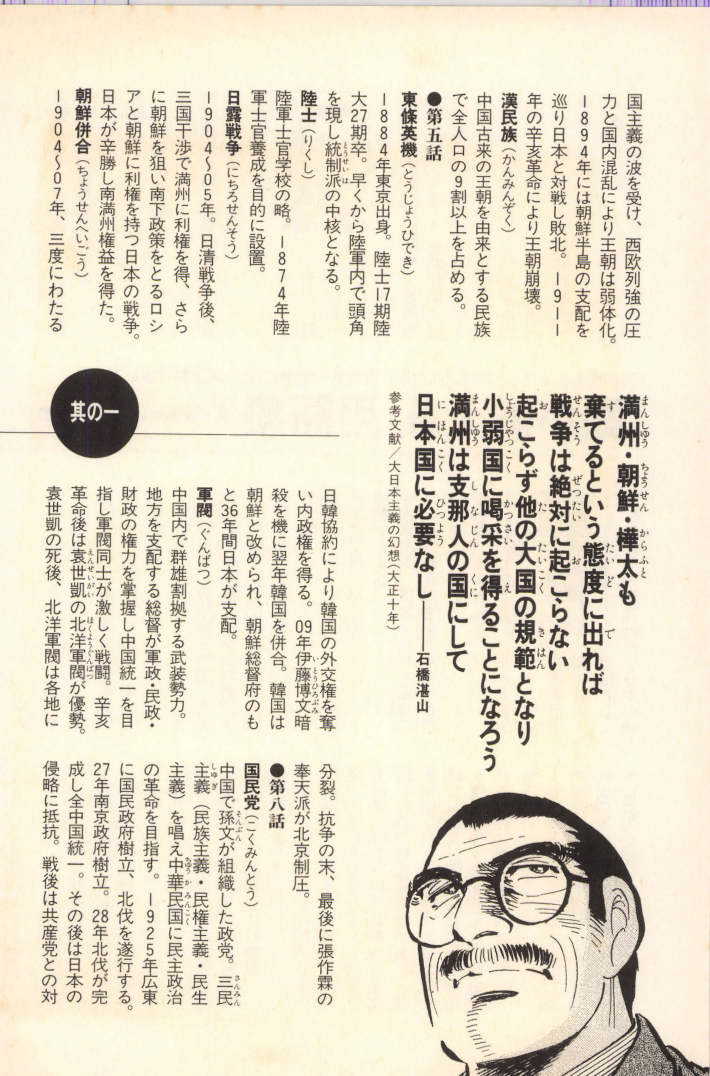 国主義の波を受け、西欧列強の圧
力と国内混乱により王朝は弱体化。
1894年には朝鮮半島の支配を
巡り日本と対戦し敗北。1911
年の辛亥革命により王朝崩壊。
漢民族（かんみんぞく）
中国古来の王朝を由来とする民族
で全人口の9割以上を占める。
●第五話
東條英機（とうじょうひでき）
1884年東京出身。陸士17期陸
大27期卒。早くから陸軍内で頭角
を現し統制派の中核となる。
陸士（りくし）
陸軍士官学校の略。1874年陸
軍士官養成を目的に設置。
日露戦争（にちろせんそう）
1904〜05年。日清戦争後、
三国干渉で満州に利権を得、さら
に朝鮮を狙い南下政策をとるロシ
アと朝鮮に利権を持つ日本の戦争。
日本が辛勝し南満州権益を得た。
朝鮮併合（ちょうせんへいごう）
1904〜07年、三度にわたる
満州・朝鮮・樺太も
棄てるという態度に出れば
戦争は絶対に起こらない
起こらず他の大国の規範となり
小弱国に喝采を得ることになろう
満州は支那人の国にして
日本国に必要なし──石橋湛山
参考文献／大日本主義の幻想（大正十年）
其の一
日韓協約により韓国の外交権を奪
い内政権を得る。09年伊藤博文暗
殺を機に翌年韓国を併合。韓国は
朝鮮と改められ、朝鮮総督府のも
と36年間日本が支配。
軍閥（ぐんばつ）
中国内で群雄割拠する武装勢力。
地方を支配する総督が軍政・民政・
財政の権力を掌握し中国統一を目
指し軍閥同士が激しく戦闘。辛亥
革命後は袁世凱の北洋軍閥が優勢。
袁世凱の死後、北洋軍閥は各地に
分裂。抗争の末、最後に張作霖の
奉天派が北京制圧。
●第八話
国民党（こくみんとう）
中国で孫文が組織した政党。三民
主義（民族主義・民権主義・民生
主義）を唱え中華民国に民主政治
の革命を目指す。1925年広東
に国民政府樹立、北伐を遂行する。
27年南京政府樹立。28年北伐が完
成し全中国統一。その後は日本の
侵略に抵抗。戦後は共産党との対